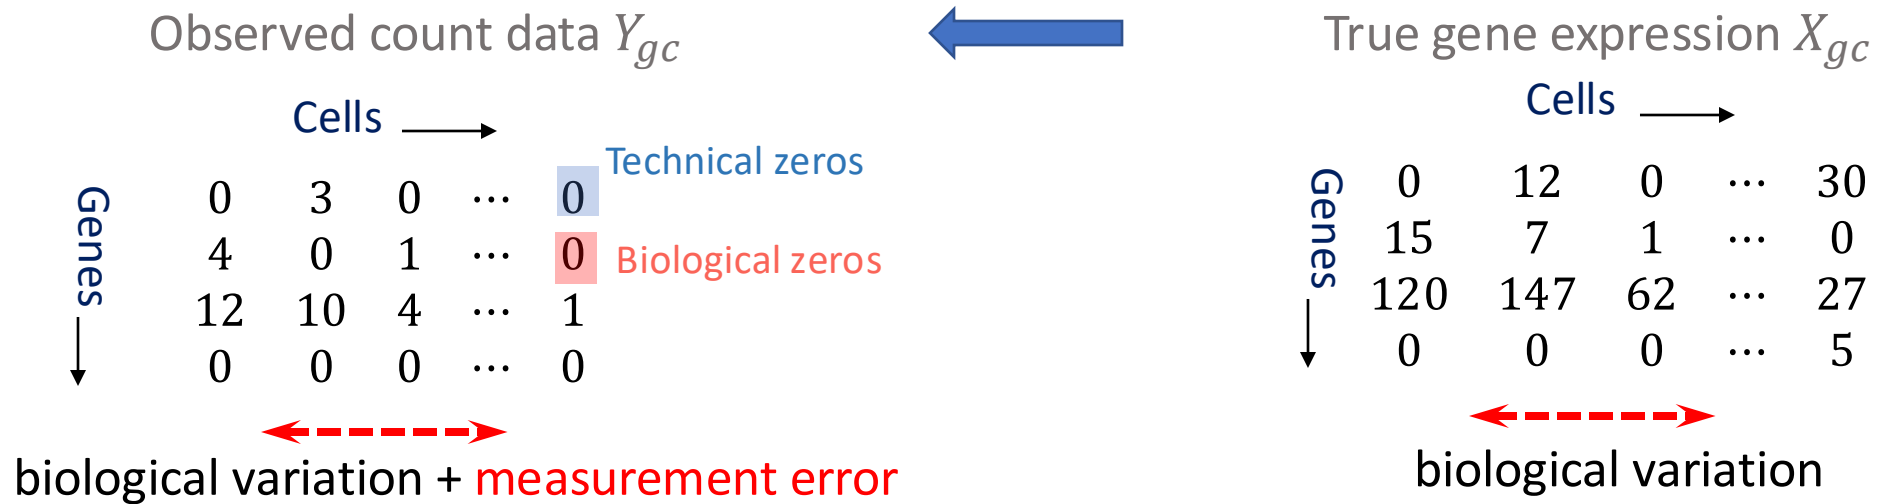 Observed count data Y_gc
Cells
Genes
Technical zeros
Biological zeros
0 3 0 ⋯ 0
4 0 1 ⋯ 0
12 10 4 ⋯ 1
0 0 0 ⋯ 0
biological variation + measurement error
True gene expression X_gc
Cells
Genes
0 12 0 ⋯ 30
15 7 1 ⋯ 0
120 147 62 ⋯ 27
0 0 0 ⋯ 5
biological variation